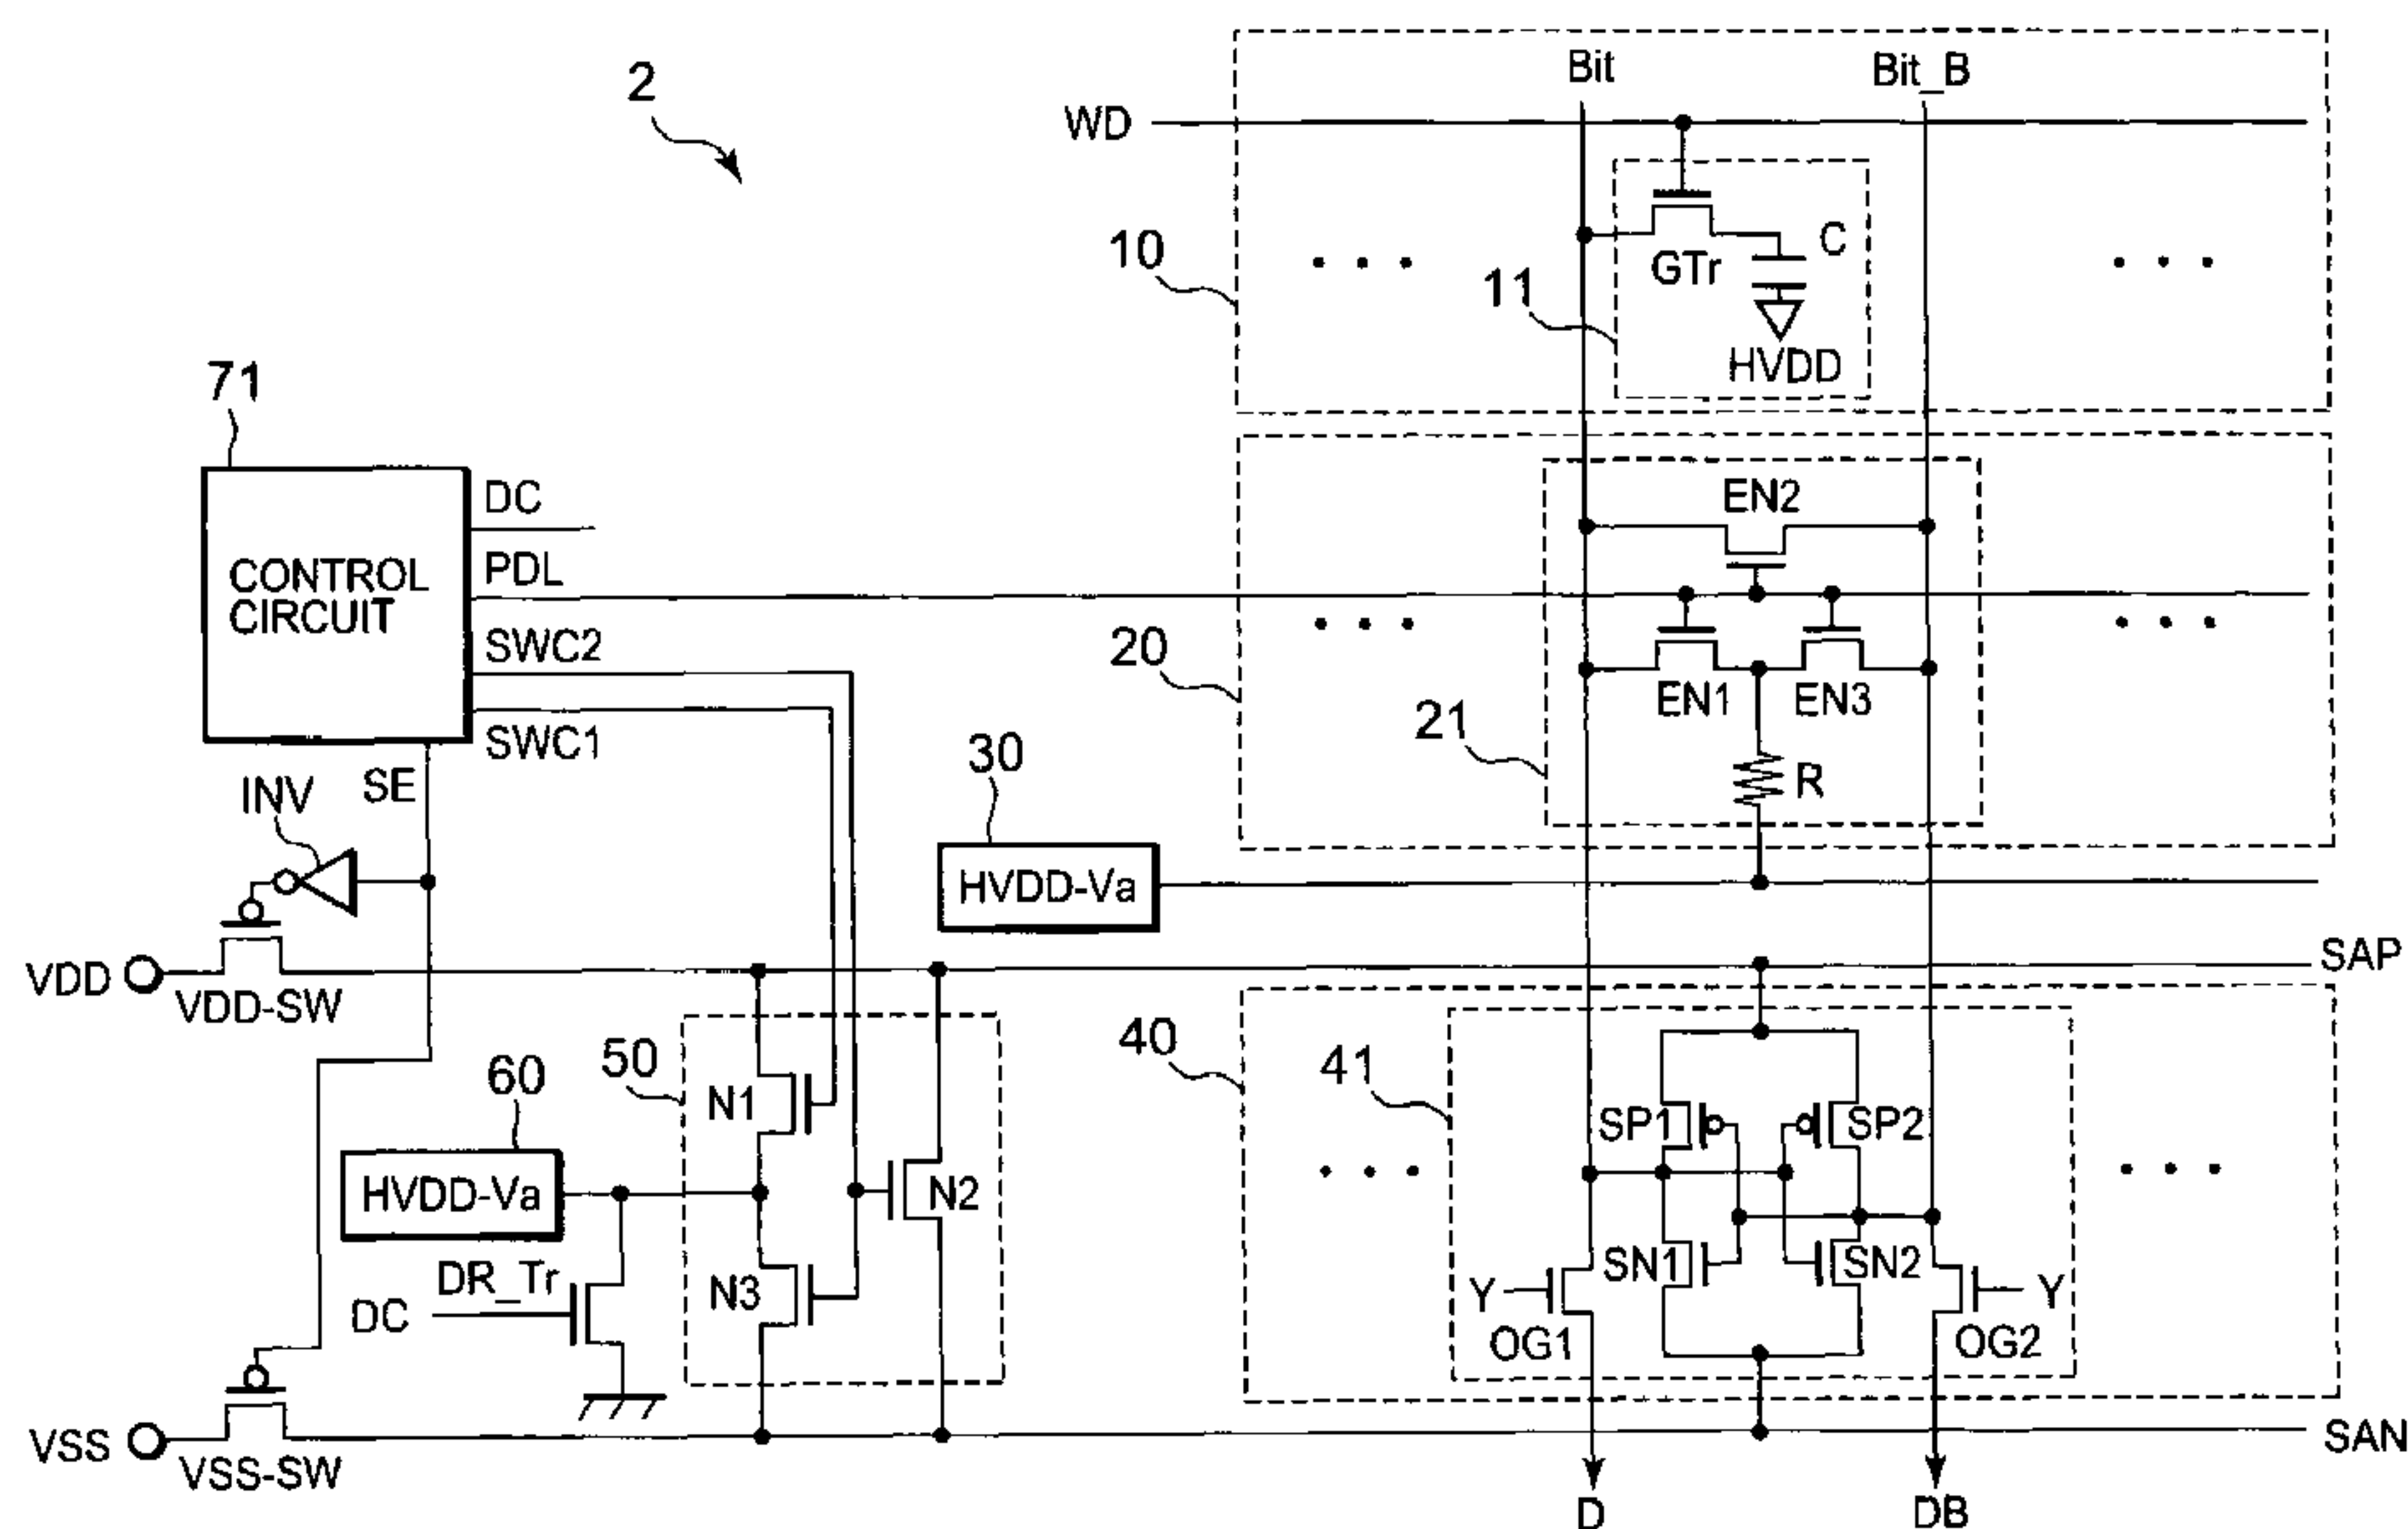 2
Bit
Bit_B
WD
10
11
GTr
C
HVDD
71
CONTROL
CIRCUIT
DC
PDL
SWC2
SWC1
SE
INV
20
21
EN2
EN1
EN3
R
30
HVDD-Va
VDD
VDD-SW
SAP
50
60
HVDD-Va
N1
N2
N3
DR_Tr
DC
40
41
SP1
SP2
SN1
SN2
Y
Y
OG1
OG2
VSS
VSS-SW
SAN
D
DB